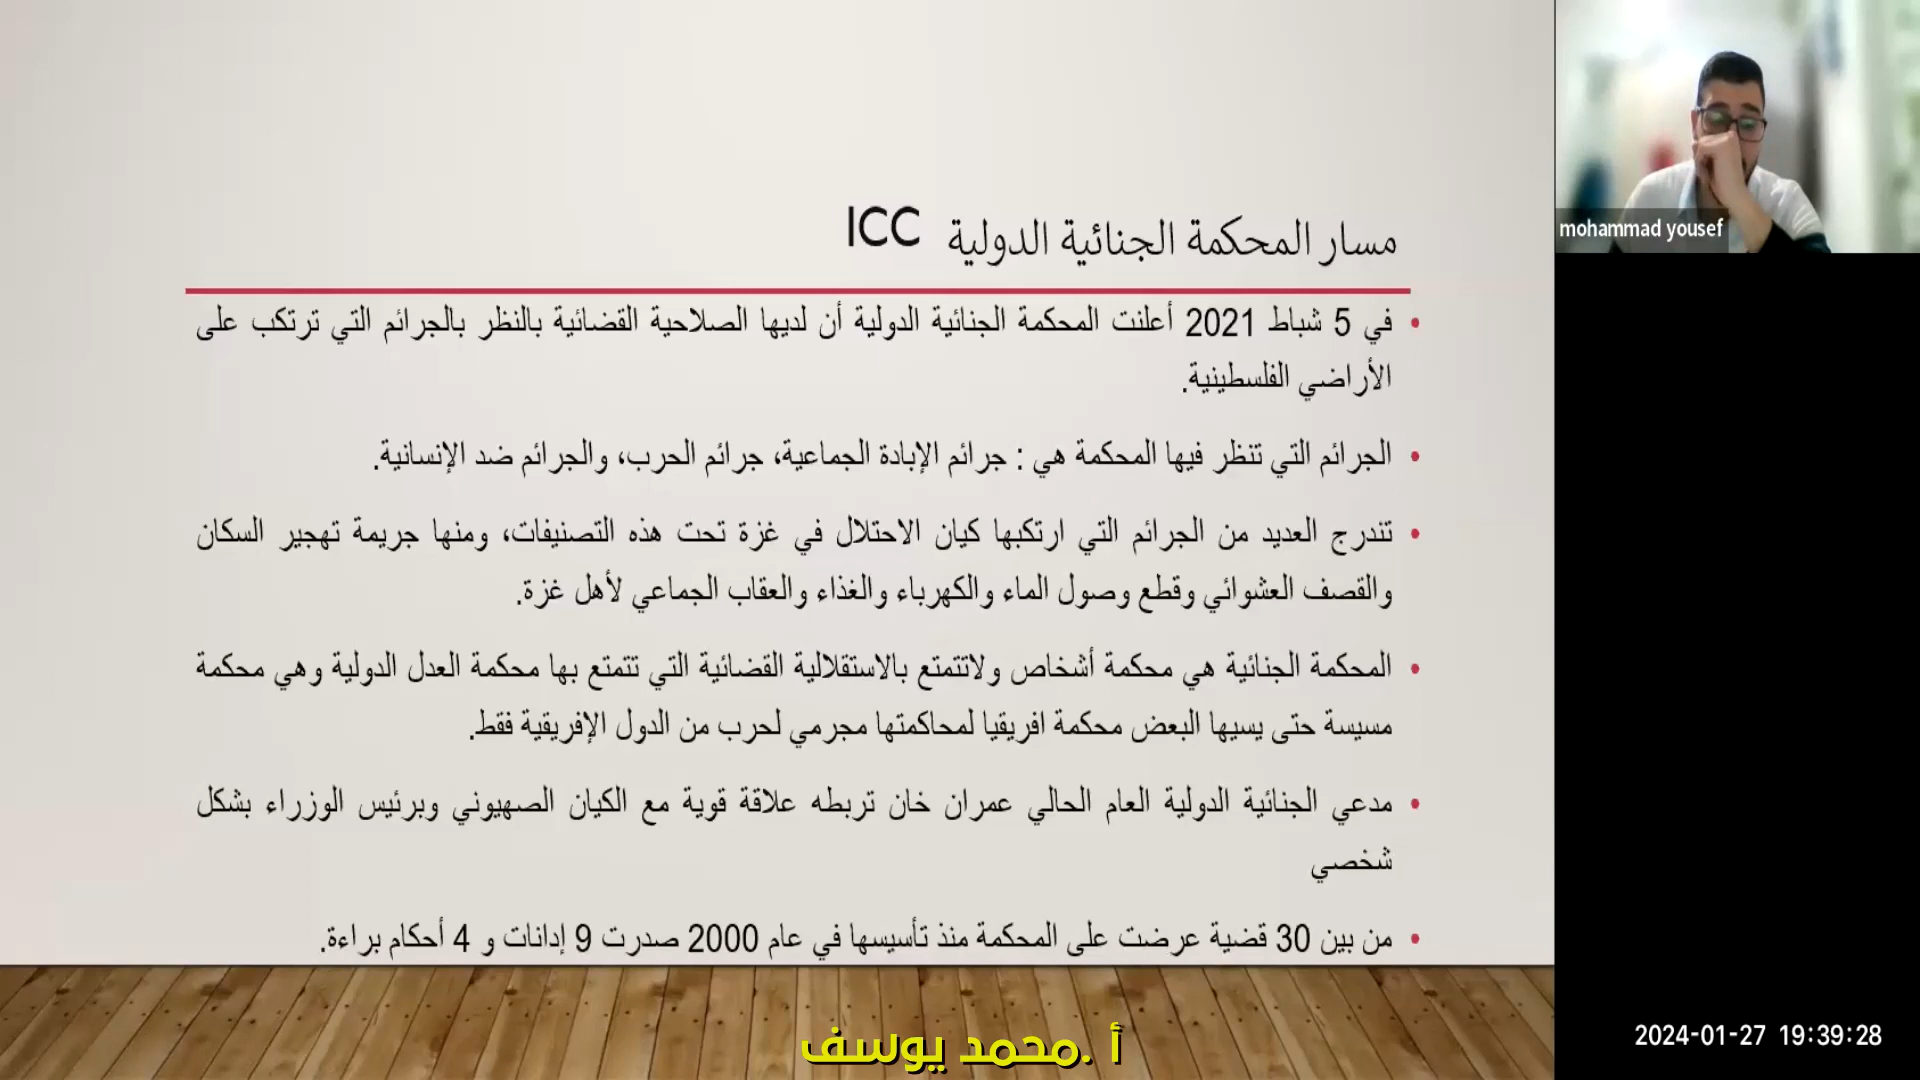 مسار المحكمة الجنائية الدولية ICC
في 5 شباط 2021 أعلنت المحكمة الجنائية الدولية أن لديها الصلاحية القضائية بالنظر بالجرائم التي ترتكب على
الأراضي الفلسطينية.
الجرائم التي تنظر فيها المحكمة هي : جرائم الإبادة الجماعية، جرائم الحرب، والجرائم ضد الإنسانية.
تندرج العديد من الجرائم التي ارتكبها كيان الاحتلال في غزة تحت هذه التصنيفات، ومنها جريمة تهجير السكان
والقصف العشوائي وقطع وصول الماء والكهرباء والغذاء والعقاب الجماعي لأهل غزة.
المحكمة الجنائية هي محكمة أشخاص ولاتتمتع بالاستقلالية القضائية التي تتمتع بها محكمة العدل الدولية وهي محكمة
مسيسة حتى يسيها البعض محكمة افريقيا لمحاكمتها مجرمي لحرب من الدول الإفريقية فقط.
مدعي الجنائية الدولية العام الحالي عمران خان تربطه علاقة قوية مع الكيان الصهيوني وبرئيس الوزراء بشكل
شخصي
من بين 30 قضية عرضت على المحكمة منذ تأسيسها في عام 2000 صدرت 9 إدانات و 4 أحكام براءة.
أ .محمد يوسف
mohammad yousef
2024-01-27 19:39:28